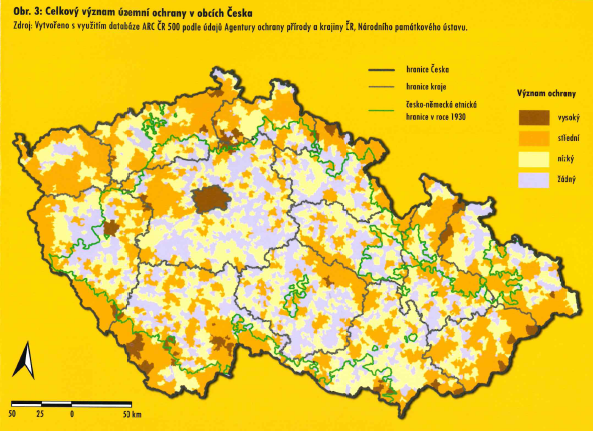 Obr. 3: Celkový význam územní ochrany v obcích Česka
Zdroj: Vytvořeno s využitím databáze ARC ČR 500 podle údajů Agentury ochrany přírody a krajiny ČR, Národního památkového ústavu.
hranice Česka
hranice kraje
česko-německá etnická
hranice v roce 1930
Význam ochrany
vysoký
střední
nízký
žádný
50 25 0 50 km